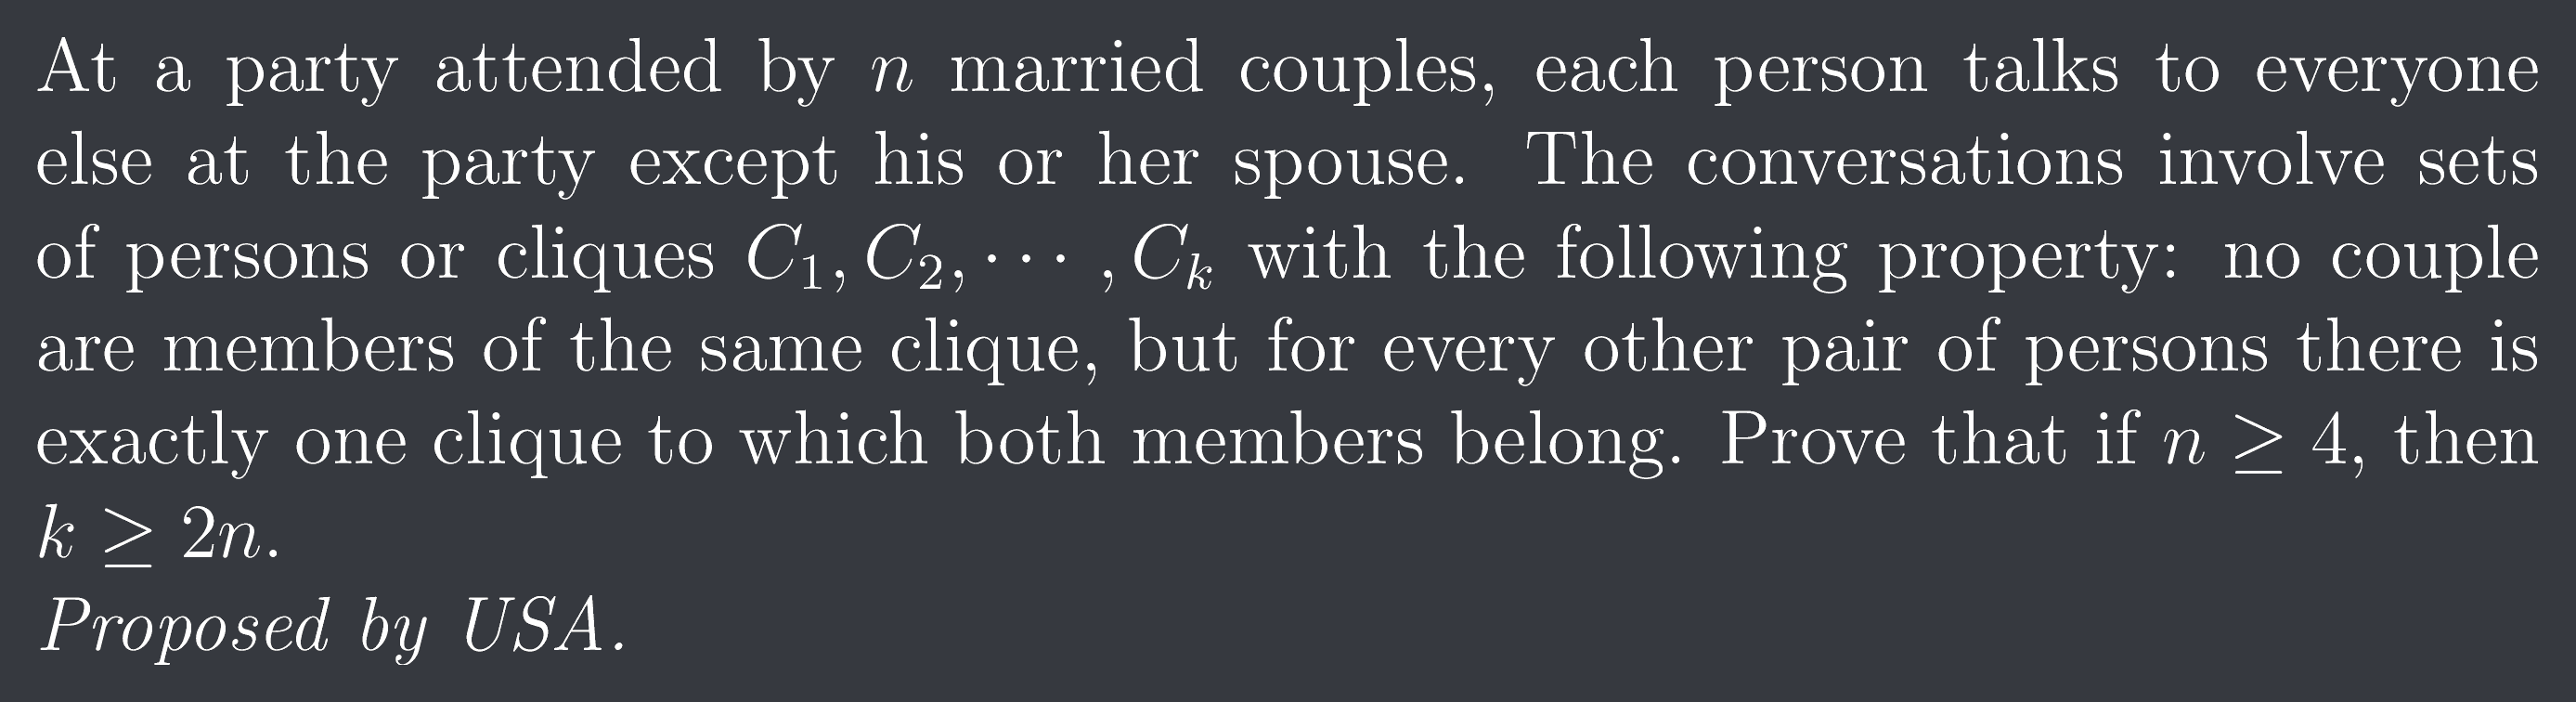 At a party attended by n married couples, each person talks to everyone
else at the party except his or her spouse. The conversations involve sets
of persons or cliques C₁, C₂, ⋯ , Cₖ with the following property: no couple
are members of the same clique, but for every other pair of persons there is
exactly one clique to which both members belong. Prove that if n ≥ 4, then
k ≥ 2n.
Proposed by USA.